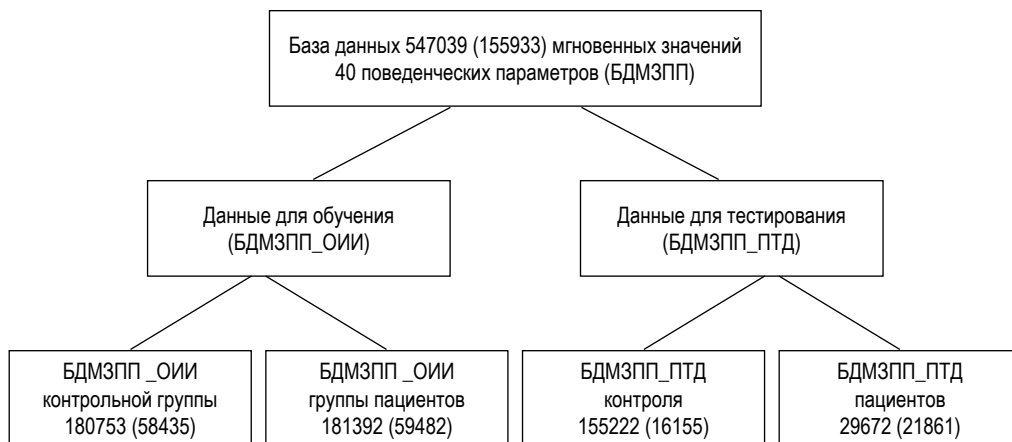 База данных 547039 (155933) мгновенных значений
40 поведенческих параметров (БДМЗПП)
Данные для обучения
(БДМЗПП_ОИИ)
Данные для тестирования
(БДМЗПП_ПТД)
БДМЗПП _ОИИ
контрольной группы
180753 (58435)
БДМЗПП _ОИИ
группы пациентов
181392 (59482)
БДМЗПП_ПТД
контроля
155222 (16155)
БДМЗПП_ПТД
пациентов
29672 (21861)